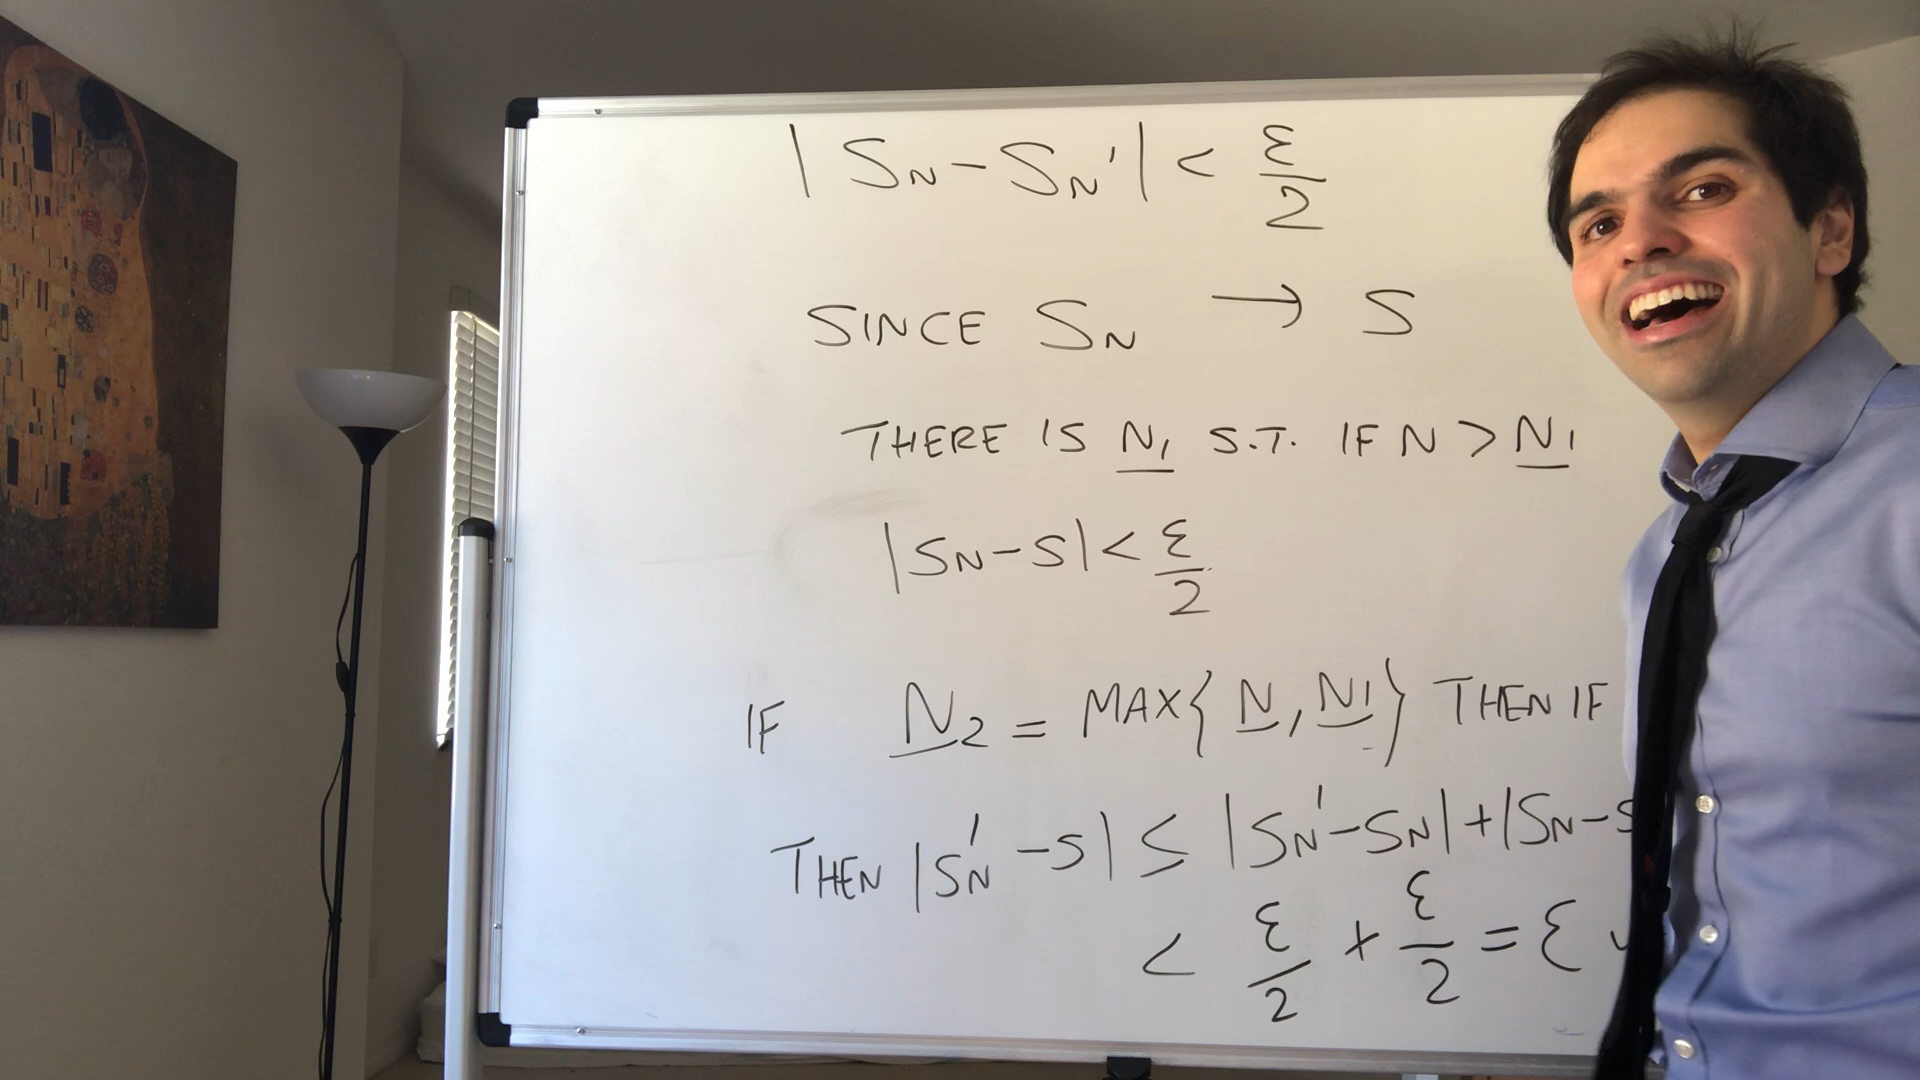 |SN-SN'| < ε/2
SINCE SN → S
THERE IS N1 S.T. IF N > N1
|SN-S| < ε/2
IF N2 = MAX{N, N1} THEN IF
THEN |SN'-S| ≤ |SN'-SN|+|SN-S
< ε/2 + ε/2 = ε